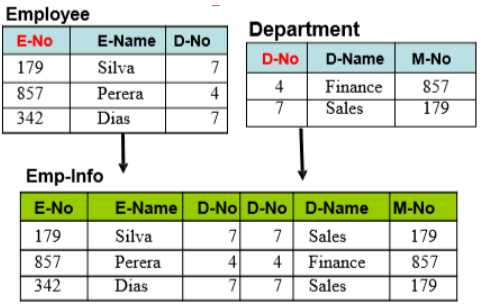 Employee
E-No E-Name D-No
179 Silva 7
857 Perera 4
342 Dias 7
Department
D-No D-Name M-No
4 Finance 857
7 Sales 179
Emp-Info
E-No E-Name D-No D-No D-Name M-No
179 Silva 7 7 Sales 179
857 Perera 4 4 Finance 857
342 Dias 7 7 Sales 179